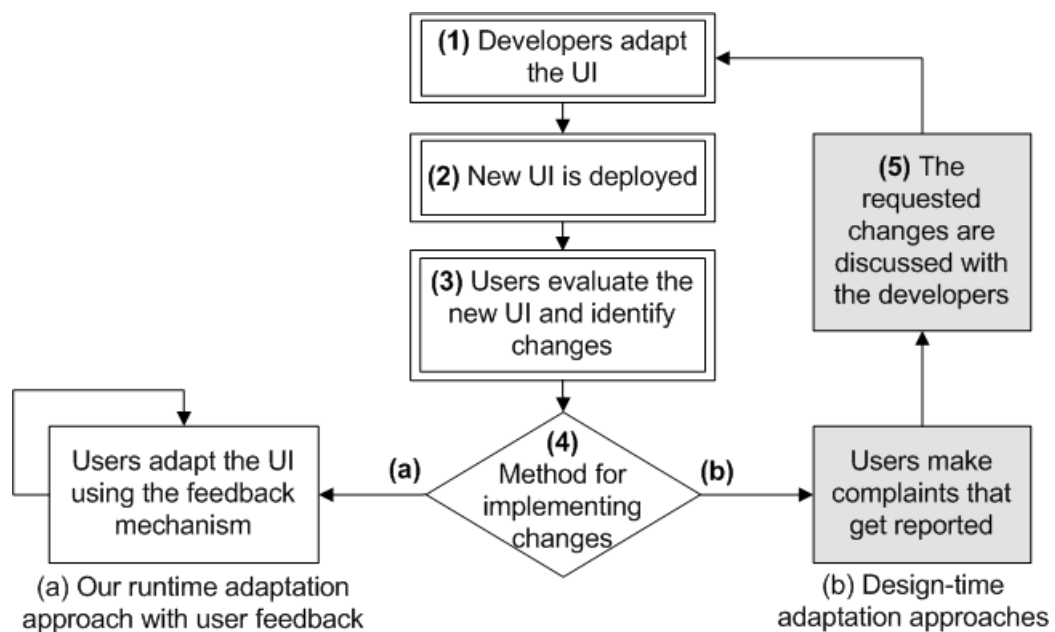 (1) Developers adapt
the UI
(2) New UI is deployed
(3) Users evaluate the
new UI and identify
changes
(4)
Method for
implementing
changes
(a)
(b)
Users adapt the UI
using the feedback
mechanism
(a) Our runtime adaptation
approach with user feedback
Users make
complaints that
get reported
(b) Design-time
adaptation approaches
(5) The
requested
changes are
discussed with
the developers